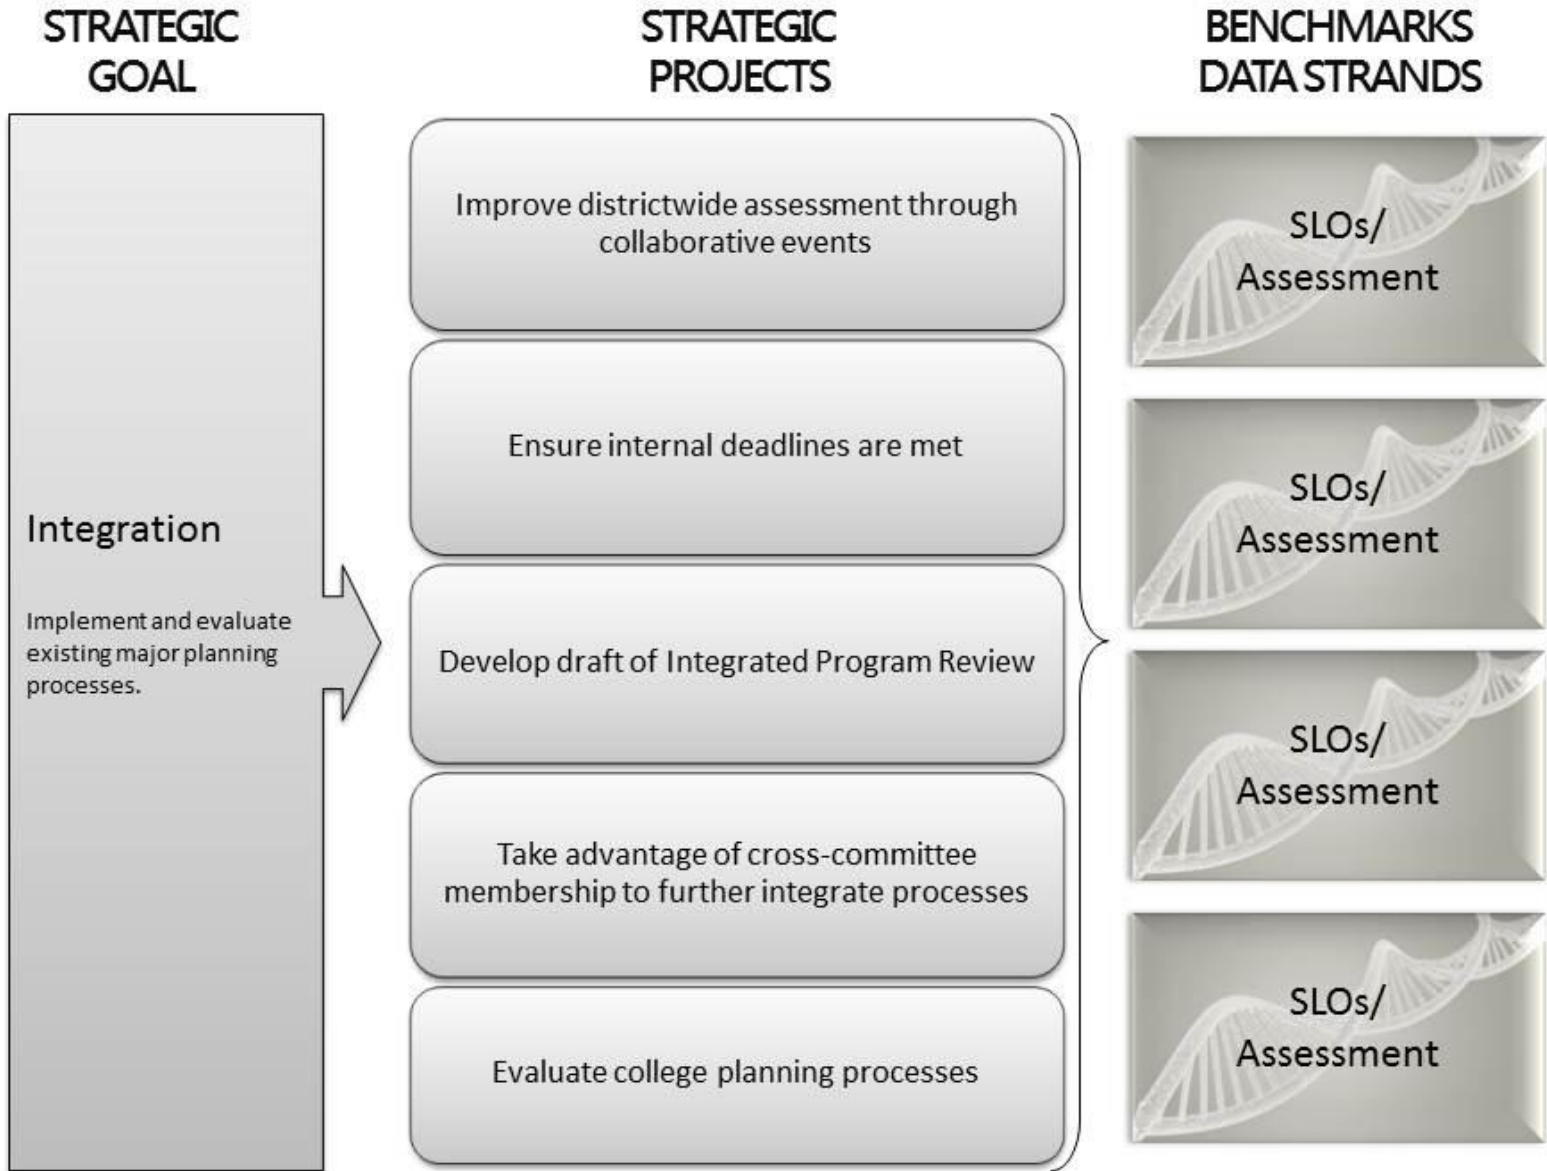 STRATEGIC
GOAL
STRATEGIC
PROJECTS
BENCHMARKS
DATA STRANDS
Integration
Implement and evaluate
existing major planning
processes.
Improve districtwide assessment through
collaborative events
Ensure internal deadlines are met
Develop draft of Integrated Program Review
Take advantage of cross-committee
membership to further integrate processes
Evaluate college planning processes
SLOs/
Assessment
SLOs/
Assessment
SLOs/
Assessment
SLOs/
Assessment